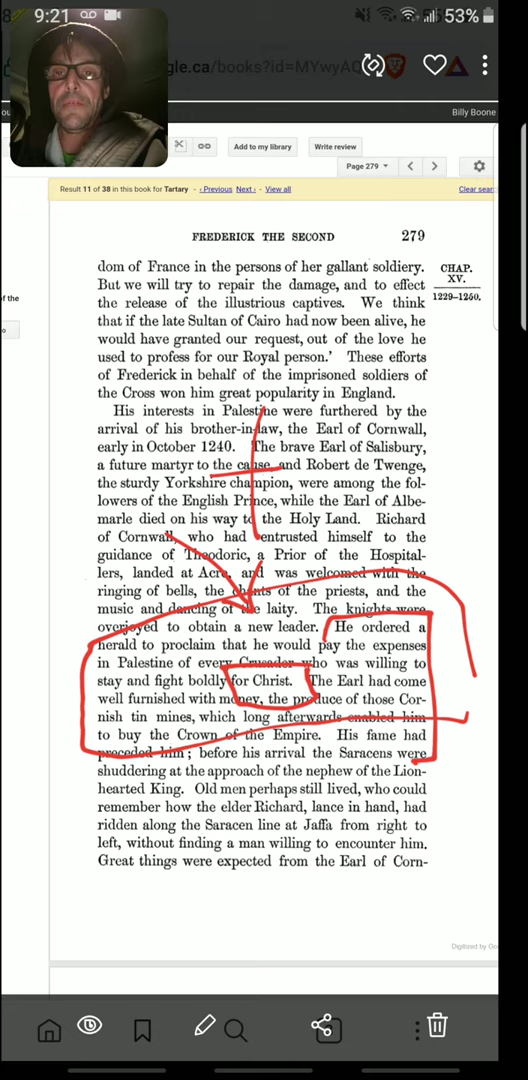 9:21
53%
gle.ca/books?id=MYwyAQ
Billy Boone
Add to my library
Write review
Page 279
Result 11 of 38 in this book for Tartary - ‹ Previous Next › - View all
Clear sear
of the
FREDERICK THE SECOND 279
CHAP.
XV.
1229–1250.
dom of France in the persons of her gallant soldiery.
But we will try to repair the damage, and to effect
the release of the illustrious captives. We think
that if the late Sultan of Cairo had now been alive, he
would have granted our request, out of the love he
used to profess for our Royal person.' These efforts
of Frederick in behalf of the imprisoned soldiers of
the Cross won him great popularity in England.
His interests in Palestine were furthered by the
arrival of his brother-in-law, the Earl of Cornwall,
early in October 1240. The brave Earl of Salisbury,
a future martyr to the cause, and Robert de Twenge,
the sturdy Yorkshire champion, were among the fol-
lowers of the English Prince, while the Earl of Albe-
marle died on his way to the Holy Land. Richard
of Cornwall, who had entrusted himself to the
guidance of Theodoric, a Prior of the Hospital-
lers, landed at Acre, and was welcomed with the
ringing of bells, the chants of the priests, and the
music and dancing of the laity. The knights were
overjoyed to obtain a new leader. He ordered a
herald to proclaim that he would pay the expenses
in Palestine of every Crusader who was willing to
stay and fight boldly for Christ. The Earl had come
well furnished with money, the produce of those Cor-
nish tin mines, which long afterwards enabled him
to buy the Crown of the Empire. His fame had
preceded him; before his arrival the Saracens were
shuddering at the approach of the nephew of the Lion-
hearted King. Old men perhaps still lived, who could
remember how the elder Richard, lance in hand, had
ridden along the Saracen line at Jaffa from right to
left, without finding a man willing to encounter him.
Great things were expected from the Earl of Corn-
Digitized by Go